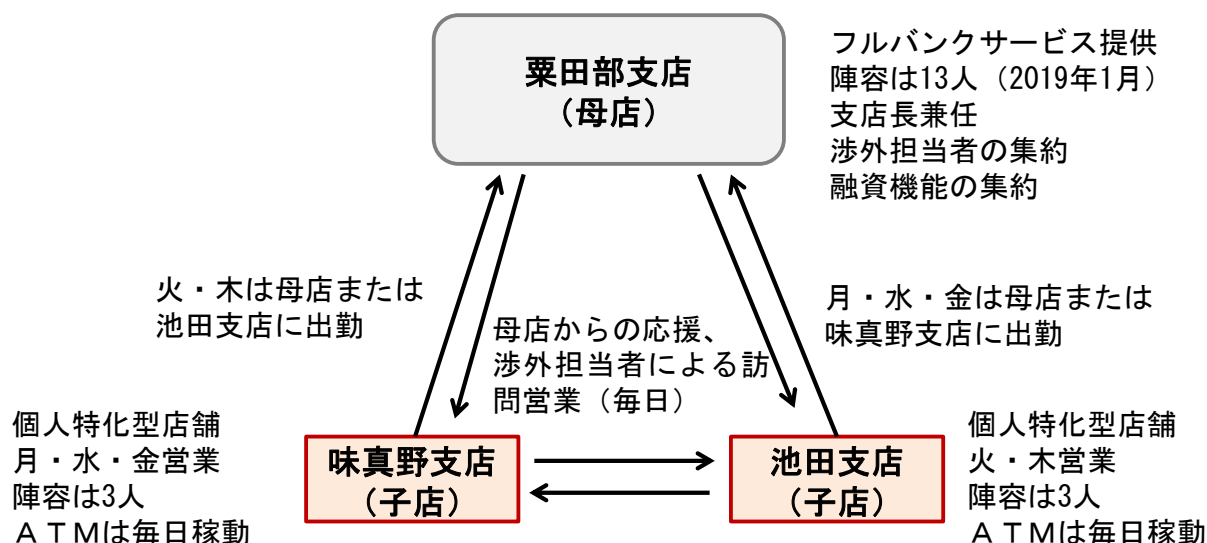 粟田部支店
（母店）
フルバンクサービス提供
陣容は13人（2019年1月）
支店長兼任
渉外担当者の集約
融資機能の集約
火・木は母店または
池田支店に出勤
母店からの応援、
渉外担当者による訪
問営業（毎日）
月・水・金は母店または
味真野支店に出勤
個人特化型店舗
月・水・金営業
陣容は3人
ＡＴＭは毎日稼動
味真野支店
（子店）
池田支店
（子店）
個人特化型店舗
火・木営業
陣容は3人
ＡＴＭは毎日稼動